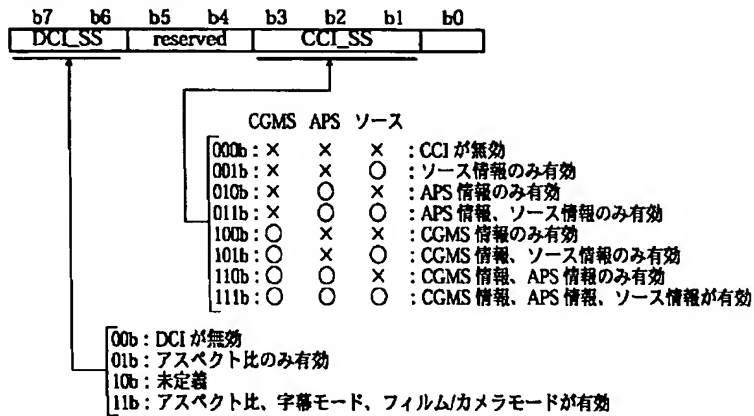 b7 b6 b5 b4 b3 b2 b1 b0
DCI_SS reserved CCI_SS
CGMS APS ソース
000b : × × × : CCI が無効
001b : × × ○ : ソース情報のみ有効
010b : × ○ × : APS 情報のみ有効
011b : × ○ ○ : APS 情報、ソース情報のみ有効
100b : ○ × × : CGMS 情報のみ有効
101b : ○ × ○ : CGMS 情報、ソース情報のみ有効
110b : ○ ○ × : CGMS 情報、APS 情報のみ有効
111b : ○ ○ ○ : CGMS 情報、APS 情報、ソース情報が有効
00b : DCI が無効
01b : アスペクト比のみ有効
10b : 未定義
11b : アスペクト比、字幕モード、フィルム/カメラモードが有効